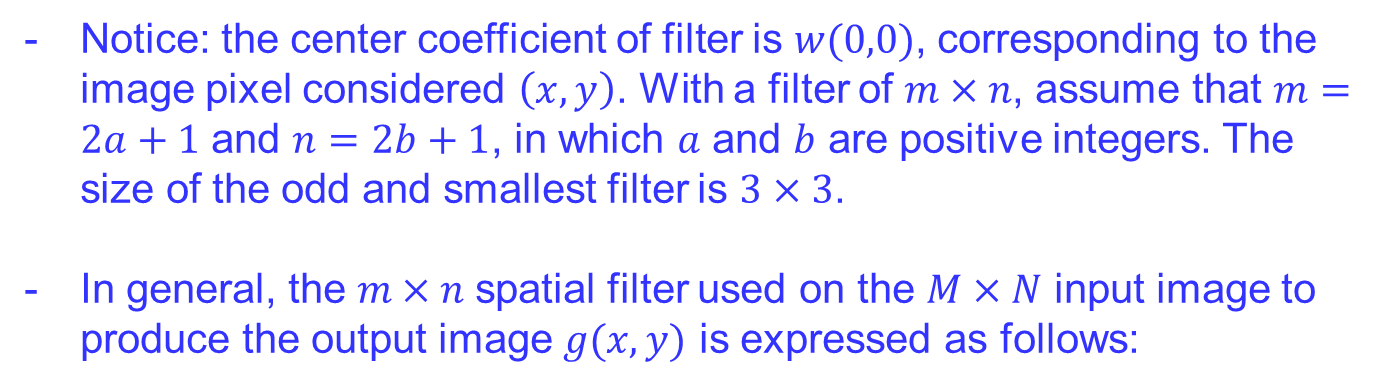 - Notice: the center coefficient of filter is w(0,0), corresponding to the
image pixel considered (x, y). With a filter of m × n, assume that m =
2a + 1 and n = 2b + 1, in which a and b are positive integers. The
size of the odd and smallest filter is 3 × 3.
- In general, the m × n spatial filter used on the M × N input image to
produce the output image g(x, y) is expressed as follows: